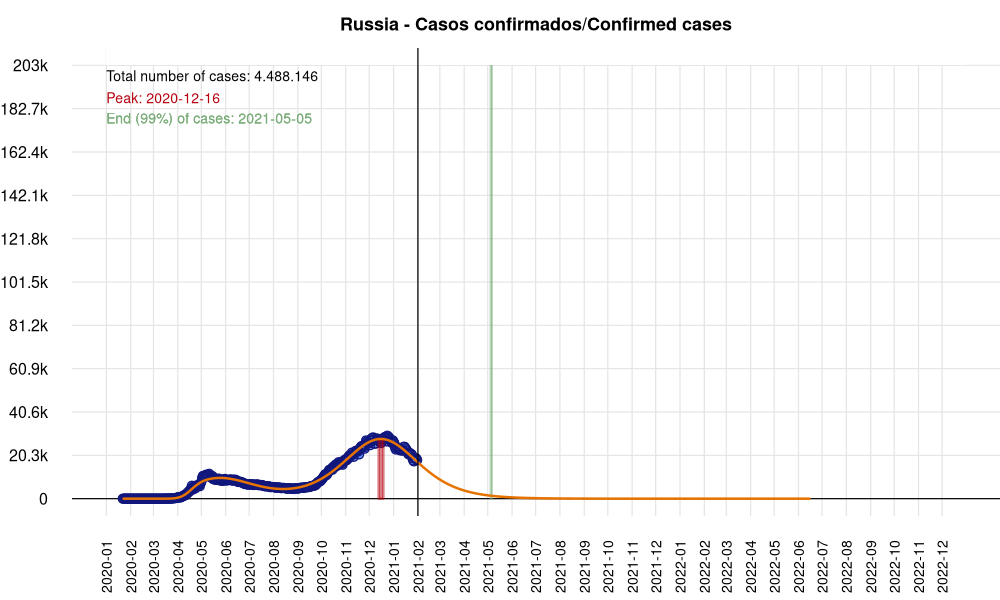 Russia - Casos confirmados/Confirmed cases
203k
182.7k
162.4k
142.1k
121.8k
101.5k
81.2k
60.9k
40.6k
20.3k
0
Total number of cases: 4.488.146
Peak: 2020-12-16
End (99%) of cases: 2021-05-05
2020-01
2020-02
2020-03
2020-04
2020-05
2020-06
2020-07
2020-08
2020-09
2020-10
2020-11
2020-12
2021-01
2021-02
2021-03
2021-04
2021-05
2021-06
2021-07
2021-08
2021-09
2021-10
2021-11
2021-12
2022-01
2022-02
2022-03
2022-04
2022-05
2022-06
2022-07
2022-08
2022-09
2022-10
2022-11
2022-12